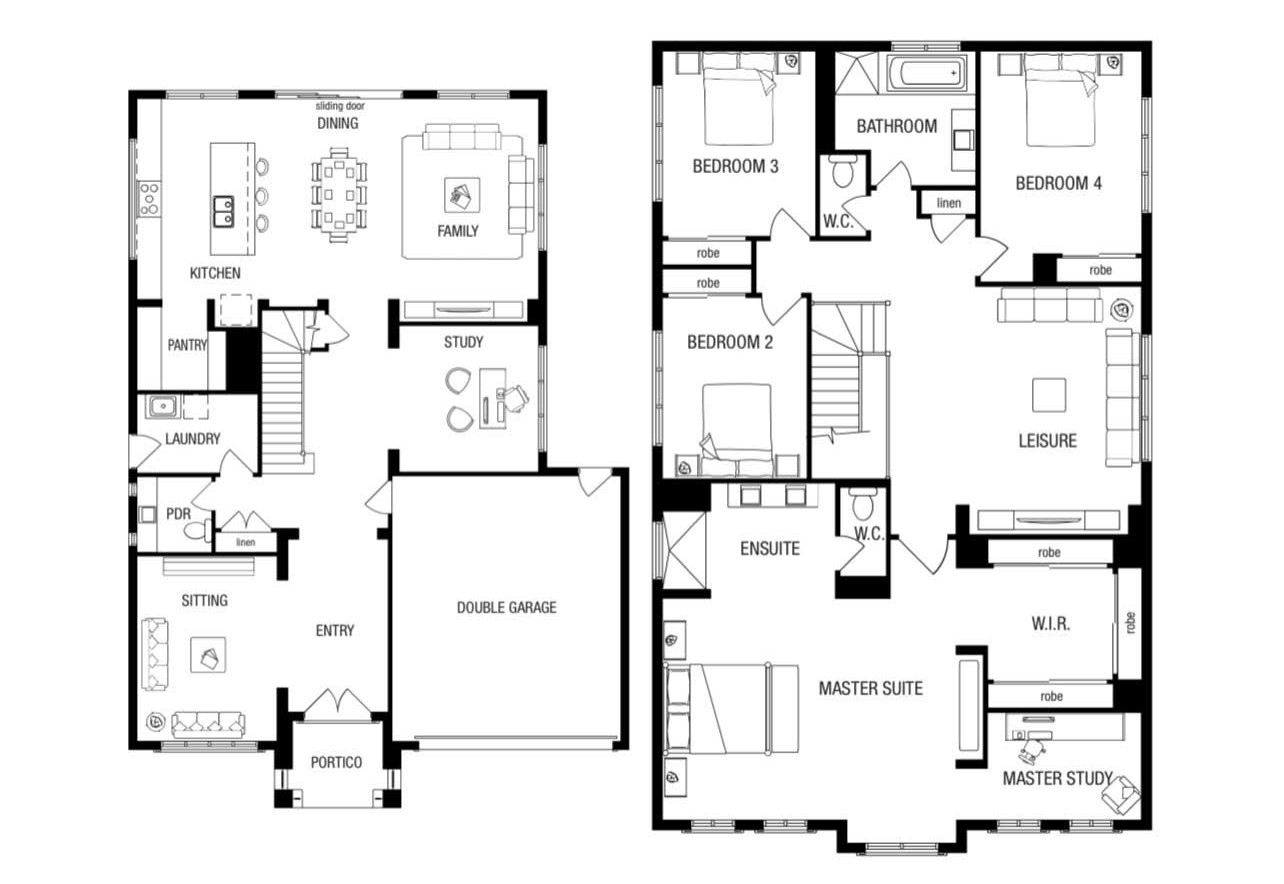 sliding door
DINING
FAMILY
KITCHEN
PANTRY
STUDY
LAUNDRY
PDR
linen
SITTING
ENTRY
DOUBLE GARAGE
PORTICO
BEDROOM 3
BATHROOM
BEDROOM 4
W.C.
linen
robe
robe
robe
BEDROOM 2
LEISURE
ENSUITE
W.C.
robe
W.I.R.
robe
MASTER SUITE
robe
MASTER STUDY